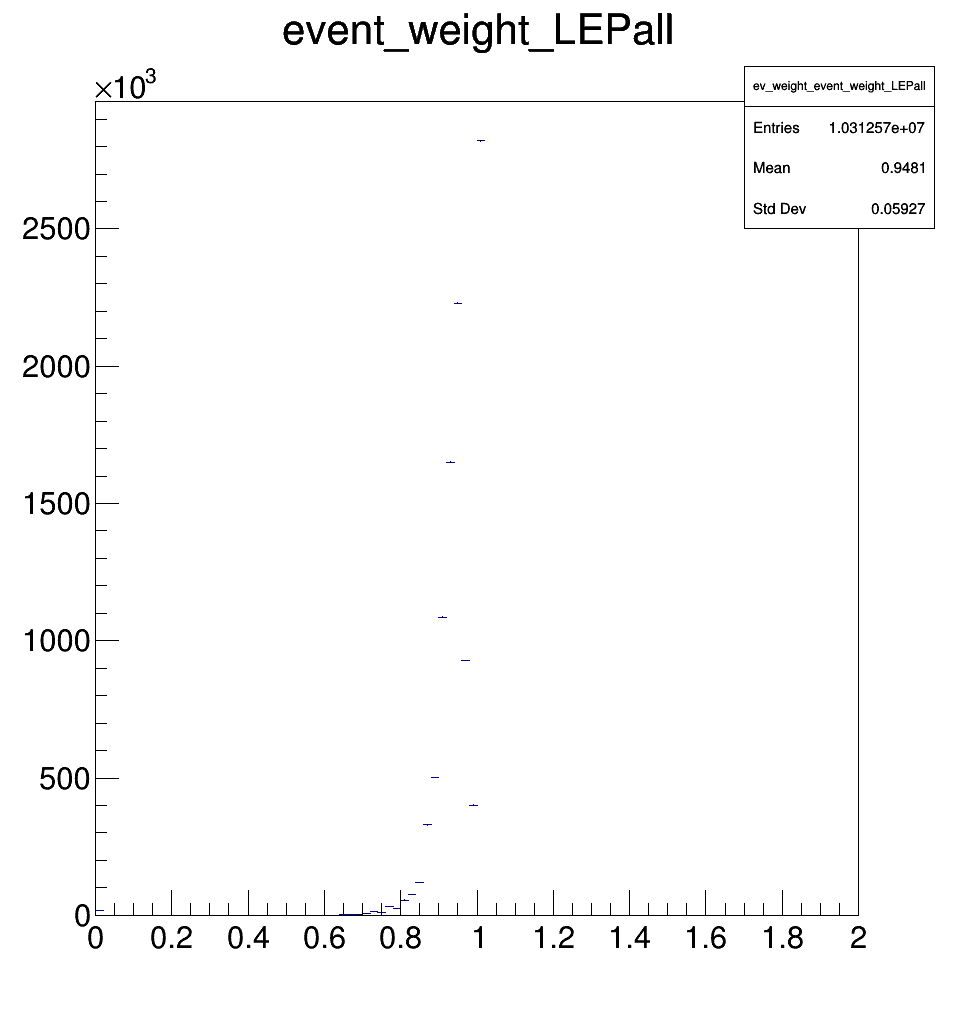 event_weight_LEPall
×10³
ev_weight_event_weight_LEPall
Entries 1.031257e+07
Mean 0.9481
Std Dev 0.05927
2500
2000
1500
1000
500
0
0 0.2 0.4 0.6 0.8 1 1.2 1.4 1.6 1.8 2